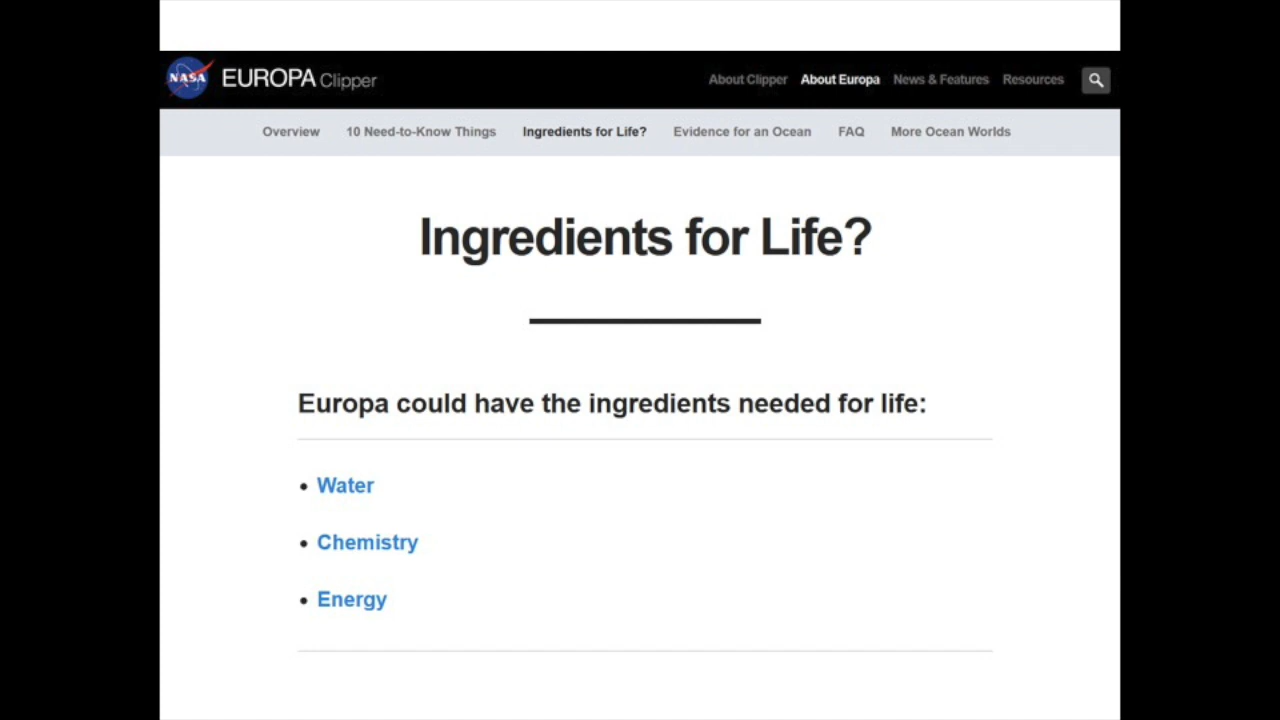 NASA EUROPA Clipper About Clipper About Europa News & Features Resources
Overview 10 Need-to-Know Things Ingredients for Life? Evidence for an Ocean FAQ More Ocean Worlds
Ingredients for Life?
Europa could have the ingredients needed for life:
• Water
• Chemistry
• Energy